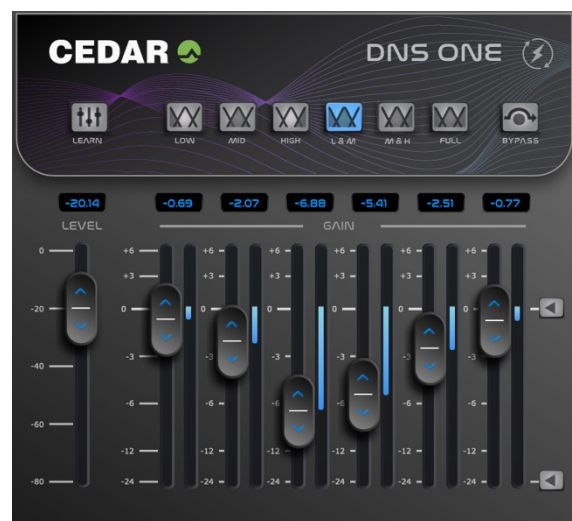 CEDAR DNS ONE
LEARN LOW MID HIGH L & M M & H FULL BYPASS
-20.14 -0.69 -2.07 -6.88 -5.41 -2.51 -0.77
LEVEL GAIN
0 +6 +6 +6 +6 +6 +6
+3 +3 +3 +3 +3 +3
-20 0 0 0 0 0 0
-40 -3 -3 -3 -3 -3 -3
-60 -6 -6 -6 -6 -6 -6
-12 -12 -12 -12 -12 -12
-80 -24 -24 -24 -24 -24 -24